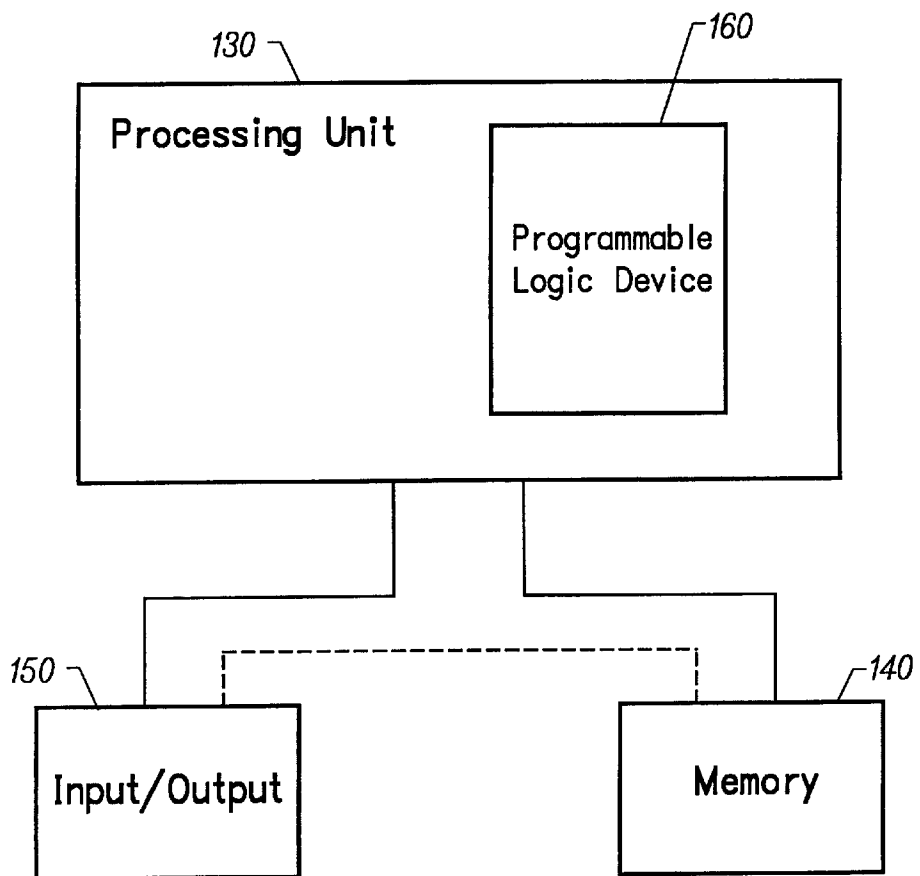 130
160
Processing Unit
Programmable
Logic Device
150
140
Input/Output
Memory